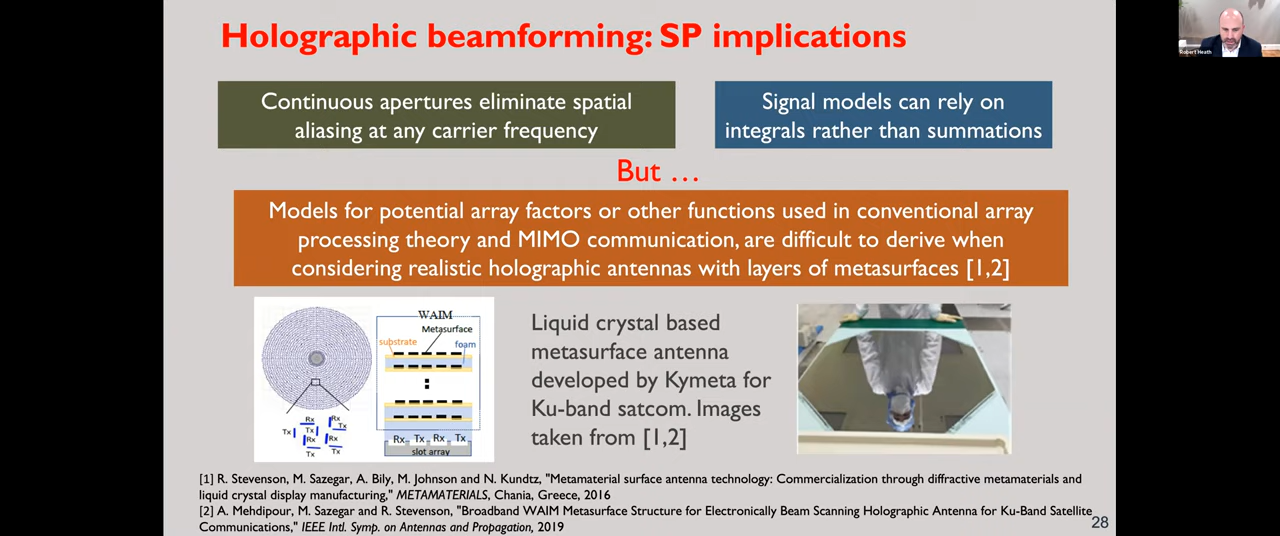 Holographic beamforming: SP implications
Robert Heath
Continuous apertures eliminate spatial
aliasing at any carrier frequency
Signal models can rely on
integrals rather than summations
But …
Models for potential array factors or other functions used in conventional array
processing theory and MIMO communication, are difficult to derive when
considering realistic holographic antennas with layers of metasurfaces [1,2]
WAIM
Metasurface
substrate
foam
Rx
Rx
Tx
Tx
Tx
Rx
Rx
Tx
Tx
Rx Tx Rx Tx
slot array
Liquid crystal based
metasurface antenna
developed by Kymeta for
Ku-band satcom. Images
taken from [1,2]
[1] R. Stevenson, M. Sazegar, A. Bily, M. Johnson and N. Kundtz, "Metamaterial surface antenna technology: Commercialization through diffractive metamaterials and
liquid crystal display manufacturing," METAMATERIALS, Chania, Greece, 2016
[2] A. Mehdipour, M. Sazegar and R. Stevenson, "Broadband WAIM Metasurface Structure for Electronically Beam Scanning Holographic Antenna for Ku-Band Satellite
Communications," IEEE Intl. Symp. on Antennas and Propagation, 2019
28